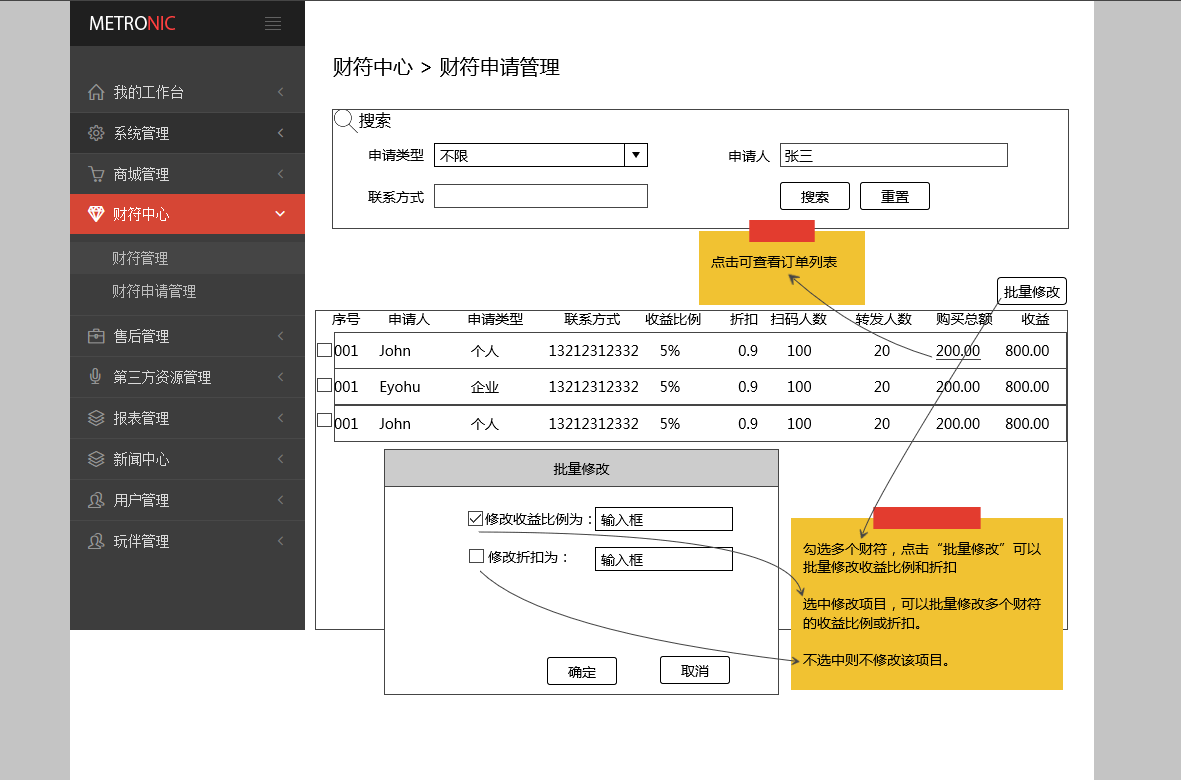 METRONIC
我的工作台
系统管理
商城管理
财符中心
财符管理
财符申请管理
售后管理
第三方资源管理
报表管理
新闻中心
用户管理
玩伴管理
财符中心 > 财符申请管理
搜索
申请类型 不限 申请人 张三
联系方式 搜索 重置
点击可查看订单列表
批量修改
序号 申请人 申请类型 联系方式 收益比例 折扣 扫码人数 转发人数 购买总额 收益
001 John 个人 13212312332 5% 0.9 100 20 200.00 800.00
001 Eyohu 企业 13212312332 5% 0.9 100 20 200.00 800.00
001 John 个人 13212312332 5% 0.9 100 20 200.00 800.00
批量修改
修改收益比例为： 输入框
修改折扣为： 输入框
确定 取消
勾选多个财符，点击“批量修改”可以
批量修改收益比例和折扣
选中修改项目，可以批量修改多个财符
的收益比例或折扣。
不选中则不修改该项目。